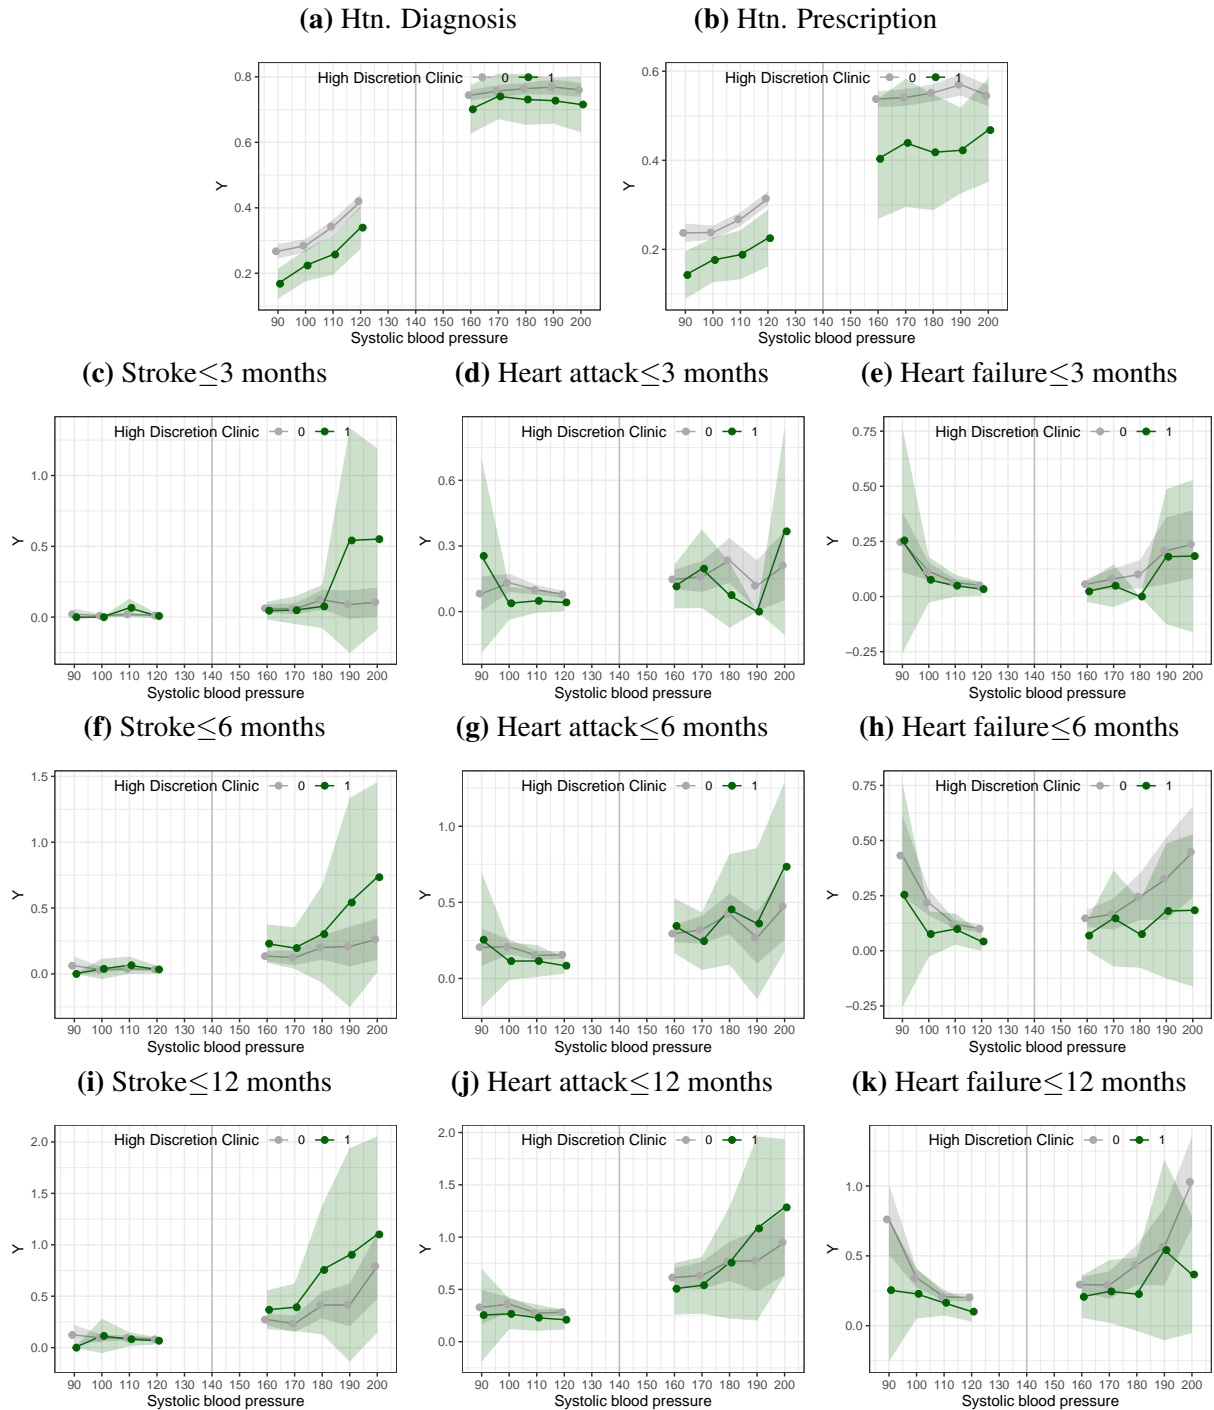 (a) Htn. Diagnosis (b) Htn. Prescription
High Discretion Clinic 0 1
0.8
0.6
0.4
0.2
Y
90 100 110 120 130 140 150 160 170 180 190 200
Systolic blood pressure
High Discretion Clinic 0 1
0.6
0.4
0.2
Y
90 100 110 120 130 140 150 160 170 180 190 200
Systolic blood pressure
(c) Stroke≤3 months (d) Heart attack≤3 months (e) Heart failure≤3 months
High Discretion Clinic 0 1
1.0
0.5
0.0
Y
90 100 110 120 130 140 150 160 170 180 190 200
Systolic blood pressure
High Discretion Clinic 0 1
0.6
0.3
0.0
Y
90 100 110 120 130 140 150 160 170 180 190 200
Systolic blood pressure
High Discretion Clinic 0 1
0.75
0.50
0.25
0.00
−0.25
Y
90 100 110 120 130 140 150 160 170 180 190 200
Systolic blood pressure
(f) Stroke≤6 months (g) Heart attack≤6 months (h) Heart failure≤6 months
High Discretion Clinic 0 1
1.5
1.0
0.5
0.0
Y
90 100 110 120 130 140 150 160 170 180 190 200
Systolic blood pressure
High Discretion Clinic 0 1
1.0
0.5
0.0
Y
90 100 110 120 130 140 150 160 170 180 190 200
Systolic blood pressure
High Discretion Clinic 0 1
0.75
0.50
0.25
0.00
−0.25
Y
90 100 110 120 130 140 150 160 170 180 190 200
Systolic blood pressure
(i) Stroke≤12 months (j) Heart attack≤12 months (k) Heart failure≤12 months
High Discretion Clinic 0 1
2.0
1.5
1.0
0.5
0.0
Y
90 100 110 120 130 140 150 160 170 180 190 200
Systolic blood pressure
High Discretion Clinic 0 1
2.0
1.5
1.0
0.5
0.0
Y
90 100 110 120 130 140 150 160 170 180 190 200
Systolic blood pressure
High Discretion Clinic 0 1
1.0
0.5
0.0
Y
90 100 110 120 130 140 150 160 170 180 190 200
Systolic blood pressure